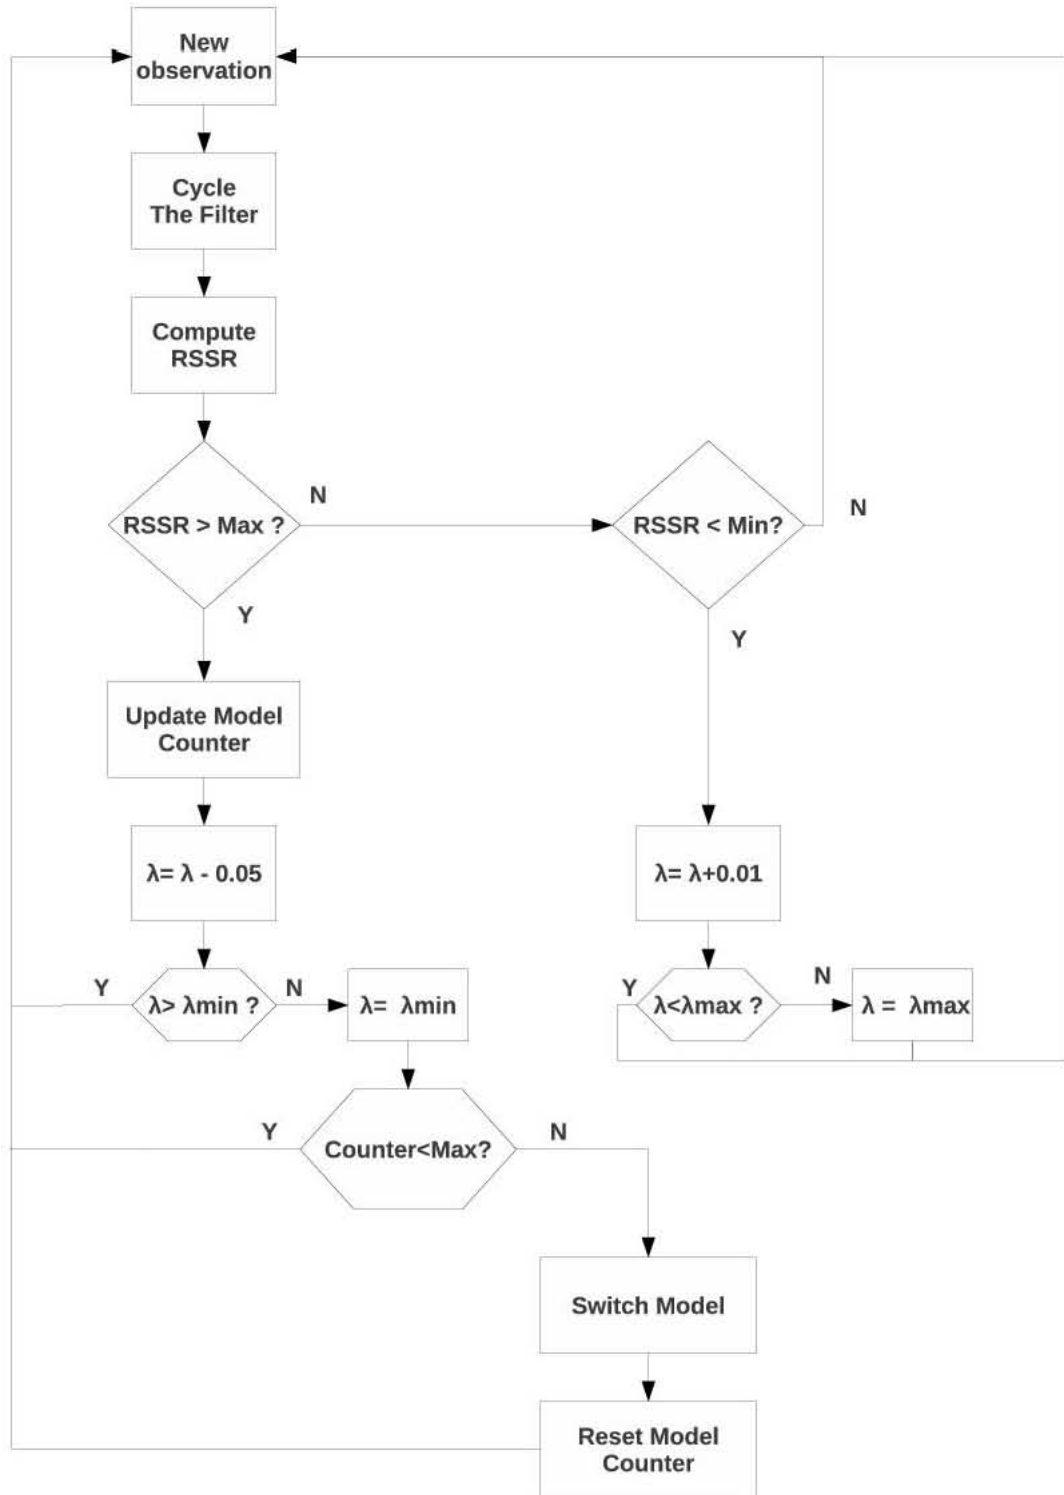 New
observation
Cycle
The Filter
Compute
RSSR
RSSR > Max ?
N
RSSR < Min?
N
Y
Y
Update Model
Counter
λ= λ - 0.05
λ= λ+0.01
Y
λ> λmin ?
N
λ= λmin
Y
λ<λmax ?
N
λ = λmax
Y
Counter<Max?
N
Switch Model
Reset Model
Counter